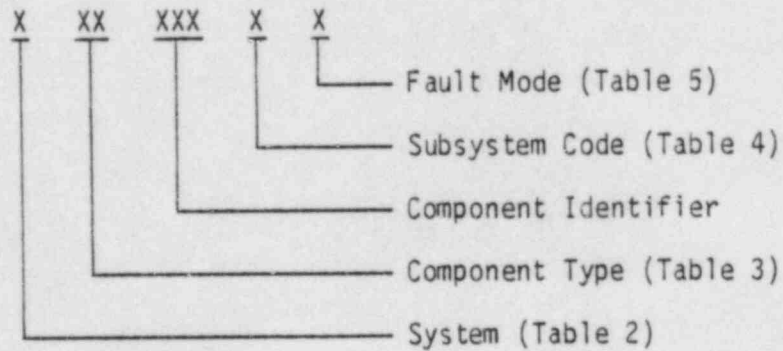 X XX XXX X X
Fault Mode (Table 5)
Subsystem Code (Table 4)
Component Identifier
Component Type (Table 3)
System (Table 2)